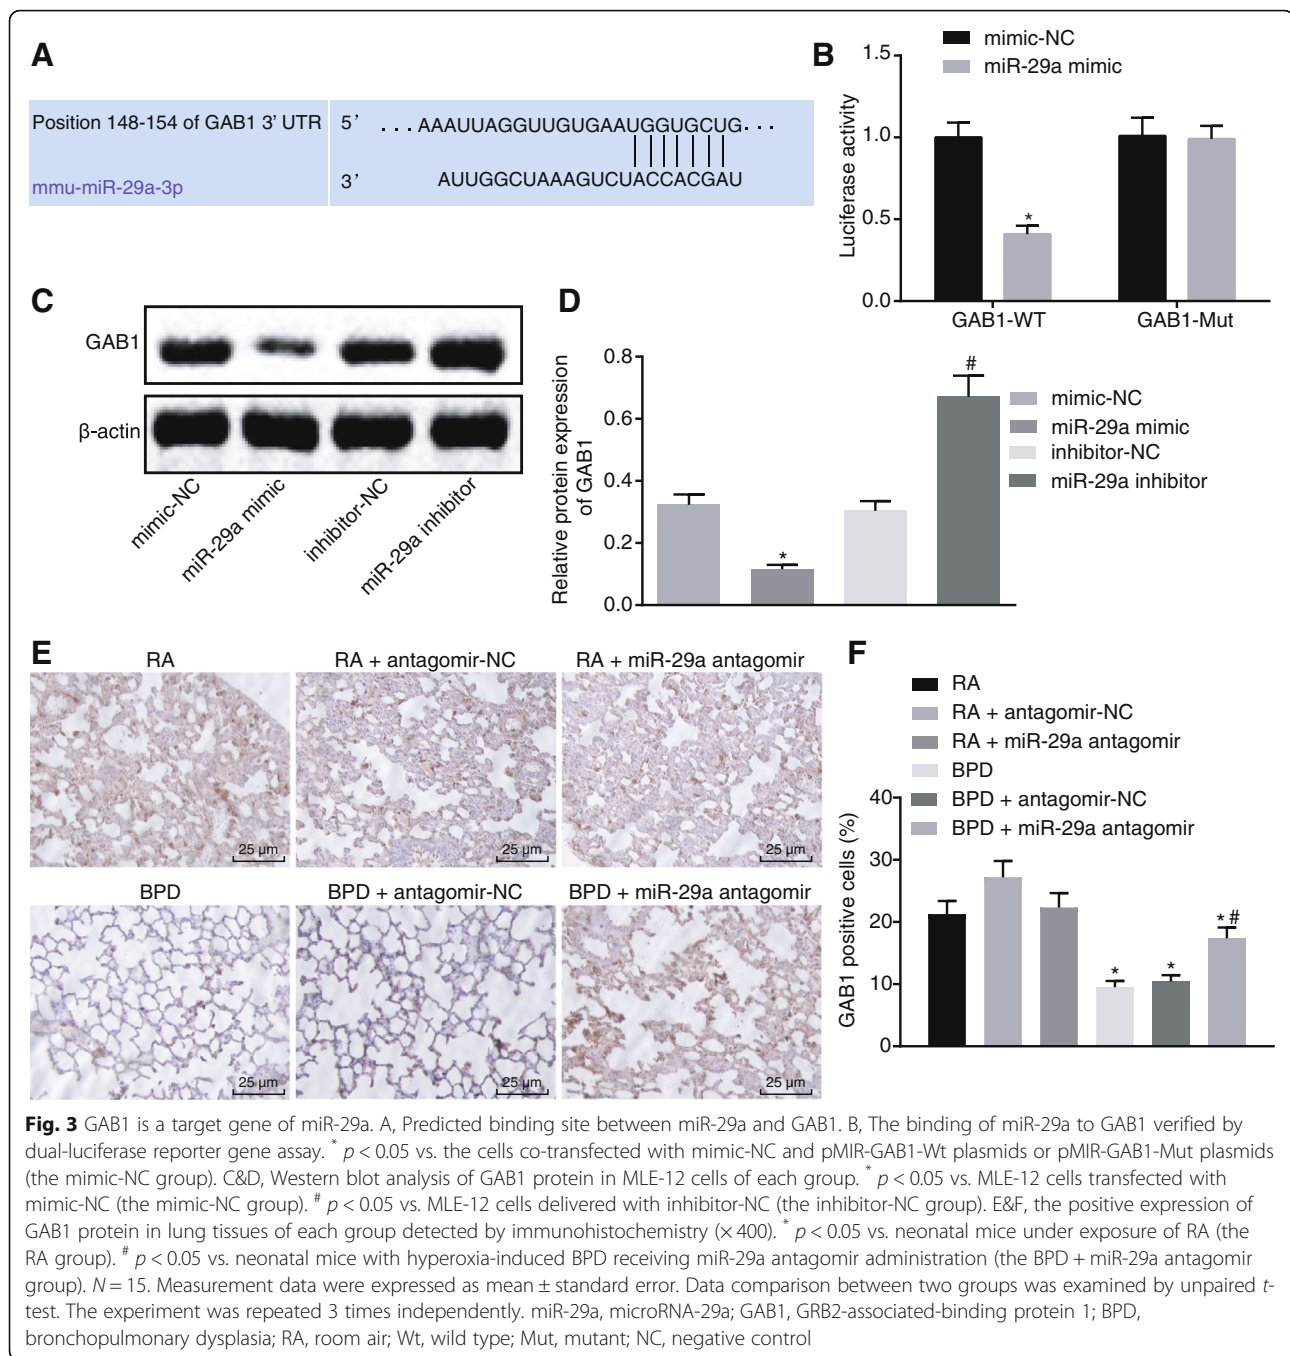 A
Position 148-154 of GAB1 3’ UTR 5’ ...AAAUUAGGUUGUGAAUGGUGCUG...
mmu-miR-29a-3p 3’ AUUGGCUAAAGUCUACCACGAU
B
mimic-NC
miR-29a mimic
Luciferase activity
1.5
1.0
0.5
0.0
*
GAB1-WT GAB1-Mut
C
GAB1
β-actin
mimic-NC
miR-29a mimic
inhibitor-NC
miR-29a inhibitor
D
Relative protein expression
of GAB1
0.8
0.6
0.4
0.2
0.0
*
#
mimic-NC
miR-29a mimic
inhibitor-NC
miR-29a inhibitor
E
RA RA + antagomir-NC RA + miR-29a antagomir
25 µm 25 µm 25 µm
BPD BPD + antagomir-NC BPD + miR-29a antagomir
25 µm 25 µm 25 µm
F
RA
RA + antagomir-NC
RA + miR-29a antagomir
BPD
BPD + antagomir-NC
BPD + miR-29a antagomir
GAB1 positive cells (%)
40
30
20
10
0
* * *#
Fig. 3 GAB1 is a target gene of miR-29a. A, Predicted binding site between miR-29a and GAB1. B, The binding of miR-29a to GAB1 verified by
dual-luciferase reporter gene assay. * p < 0.05 vs. the cells co-transfected with mimic-NC and pMIR-GAB1-Wt plasmids or pMIR-GAB1-Mut plasmids
(the mimic-NC group). C&D, Western blot analysis of GAB1 protein in MLE-12 cells of each group. * p < 0.05 vs. MLE-12 cells transfected with
mimic-NC (the mimic-NC group). # p < 0.05 vs. MLE-12 cells delivered with inhibitor-NC (the inhibitor-NC group). E&F, the positive expression of
GAB1 protein in lung tissues of each group detected by immunohistochemistry (× 400). * p < 0.05 vs. neonatal mice under exposure of RA (the
RA group). # p < 0.05 vs. neonatal mice with hyperoxia-induced BPD receiving miR-29a antagomir administration (the BPD + miR-29a antagomir
group). N = 15. Measurement data were expressed as mean ± standard error. Data comparison between two groups was examined by unpaired t-
test. The experiment was repeated 3 times independently. miR-29a, microRNA-29a; GAB1, GRB2-associated-binding protein 1; BPD,
bronchopulmonary dysplasia; RA, room air; Wt, wild type; Mut, mutant; NC, negative control